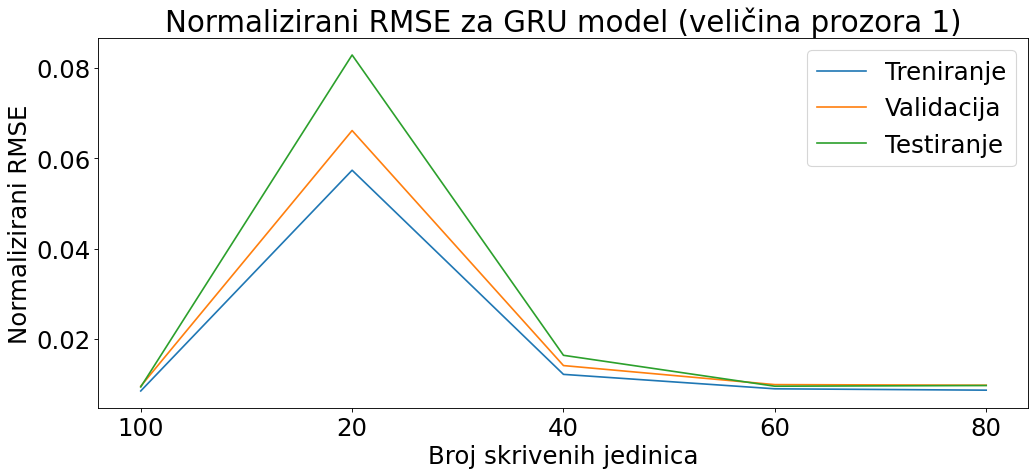 Normalizirani RMSE za GRU model (veličina prozora 1)
Treniranje
Validacija
Testiranje
Normalizirani RMSE
0.08
0.06
0.04
0.02
100 20 40 60 80
Broj skrivenih jedinica